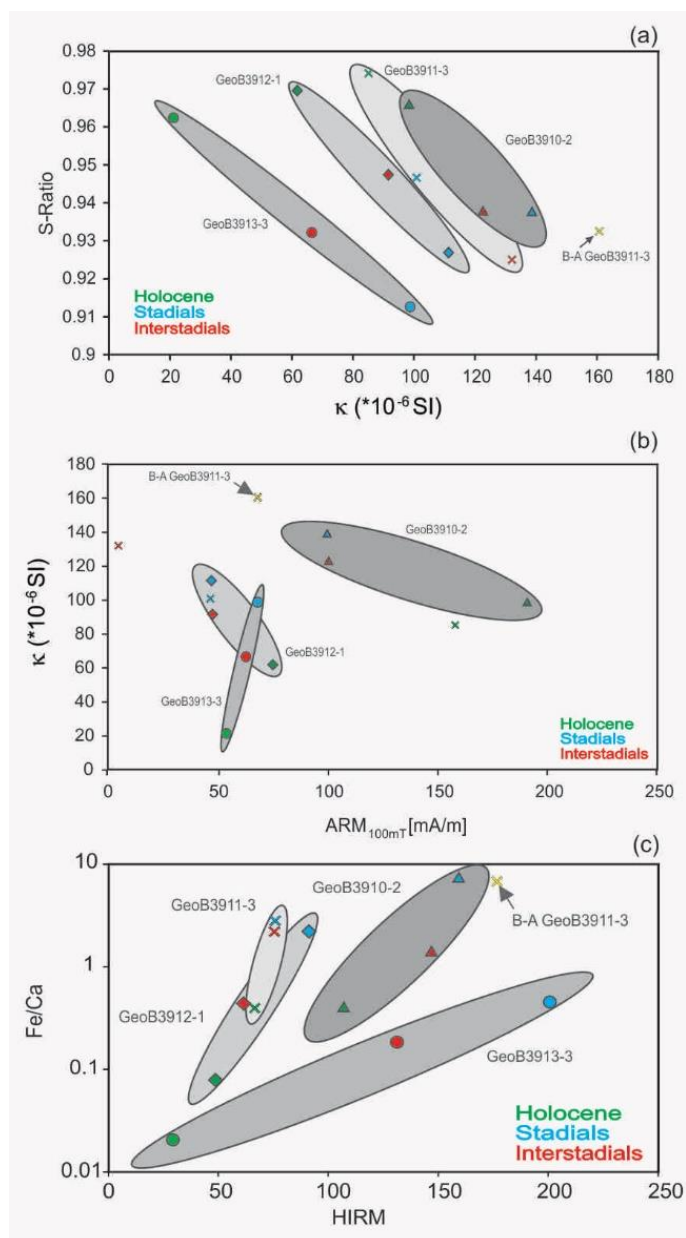 (a)
0.98
0.97
0.96
0.95
0.94
0.93
0.92
0.91
0.9
S-Ratio
GeoB3912-1
GeoB3911-3
GeoB3910-2
GeoB3913-3
B-A GeoB3911-3
Holocene
Stadials
Interstadials
0 20 40 60 80 100 120 140 160 180
κ (*10-6 SI)
(b)
180
160
140
120
100
80
60
40
20
0
κ (*10-6 SI)
B-A GeoB3911-3
GeoB3910-2
GeoB3912-1
GeoB3913-3
Holocene
Stadials
Interstadials
0 50 100 150 200 250
ARM100mT[mA/m]
(c)
10
1
0.1
0.01
Fe/Ca
GeoB3911-3
GeoB3910-2
B-A GeoB3911-3
GeoB3912-1
GeoB3913-3
Holocene
Stadials
Interstadials
0 50 100 150 200 250
HIRM